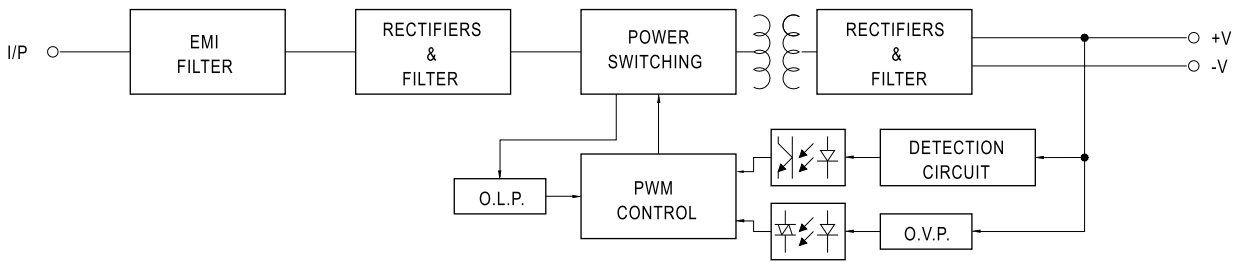 I/P
EMI
FILTER
RECTIFIERS
&
FILTER
POWER
SWITCHING
RECTIFIERS
&
FILTER
+V
-V
O.L.P.
PWM
CONTROL
DETECTION
CIRCUIT
O.V.P.